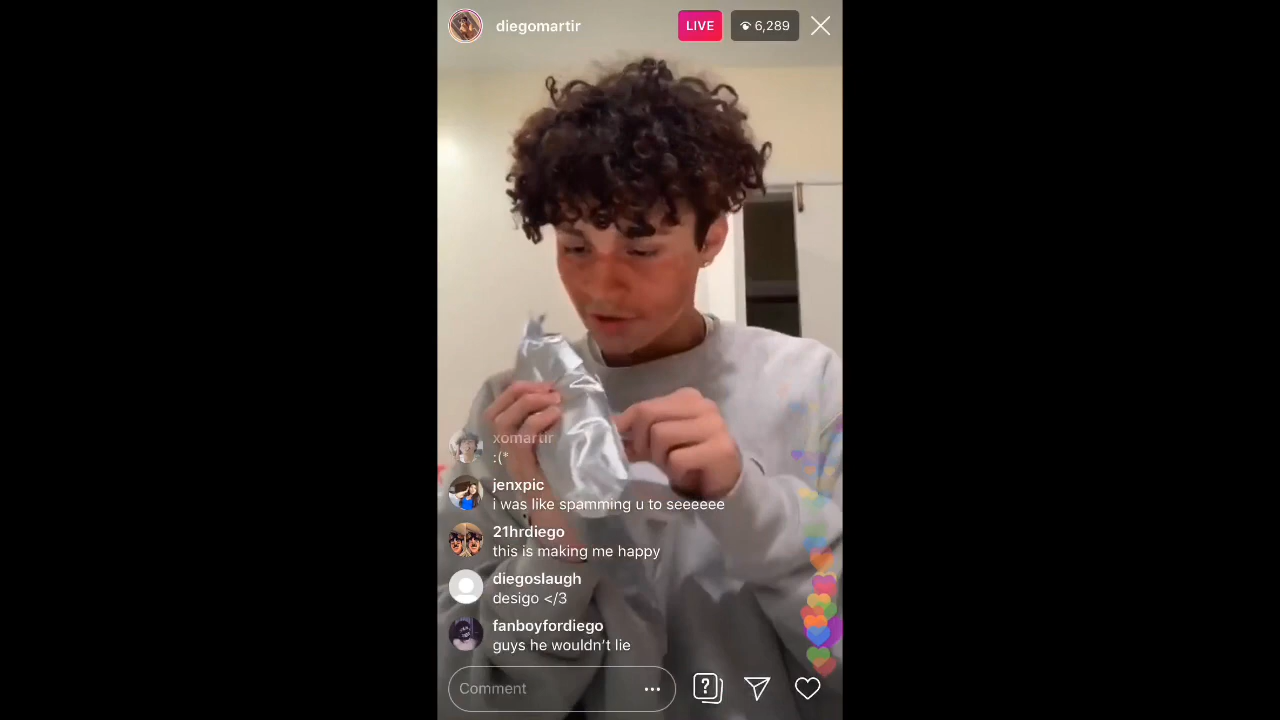 diegomartir
LIVE
6,289
xomartir
:(*
jenxpic
i was like spamming u to seeeeee
21hrdiego
this is making me happy
diegoslaugh
desigo </3
fanboyfordiego
guys he wouldn't lie
Comment